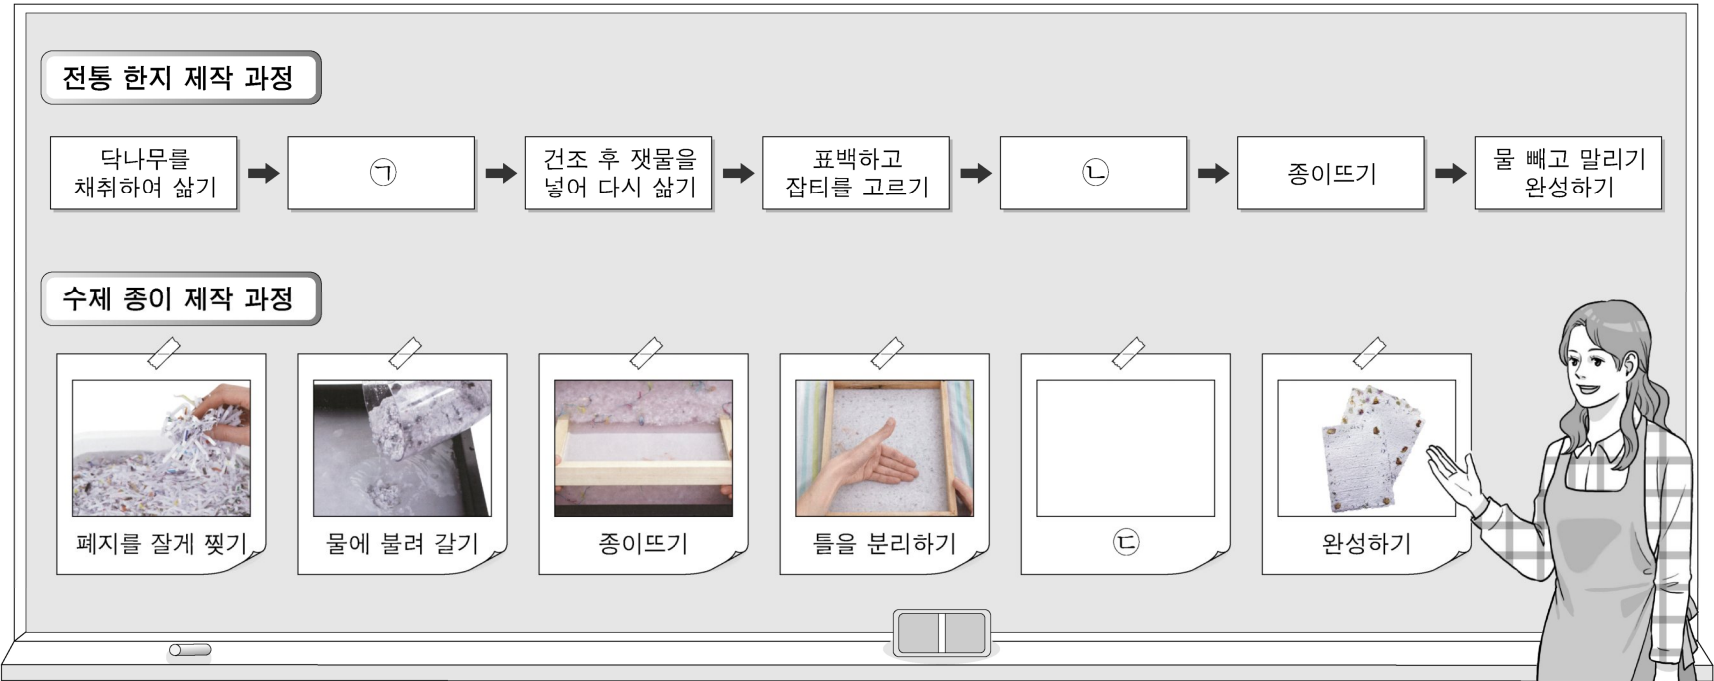 전통 한지 제작 과정
닥나무를
채취하여 삶기
㉠
건조 후 잿물을
넣어 다시 삶기
표백하고
잡티를 고르기
㉡
종이뜨기
물 빼고 말리기
완성하기
수제 종이 제작 과정
폐지를 잘게 찢기
물에 불려 갈기
종이뜨기
틀을 분리하기
㉢
완성하기